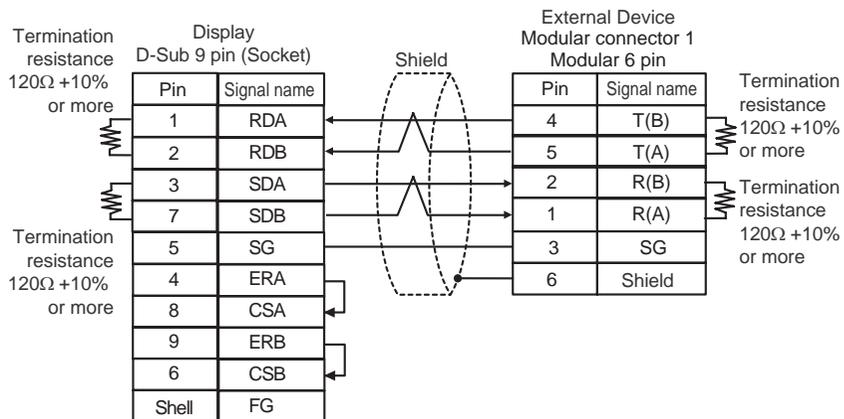 Display
D-Sub 9 pin (Socket)
Shield
External Device
Modular connector 1
Modular 6 pin
Termination
resistance
120Ω +10%
or more
Pin Signal name
1 RDA
2 RDB
3 SDA
7 SDB
5 SG
4 ERA
8 CSA
9 ERB
6 CSB
Shell FG
Termination
resistance
120Ω +10%
or more
Pin Signal name
4 T(B)
5 T(A)
2 R(B)
1 R(A)
3 SG
6 Shield
Termination
resistance
120Ω +10%
or more
Termination
resistance
120Ω +10%
or more